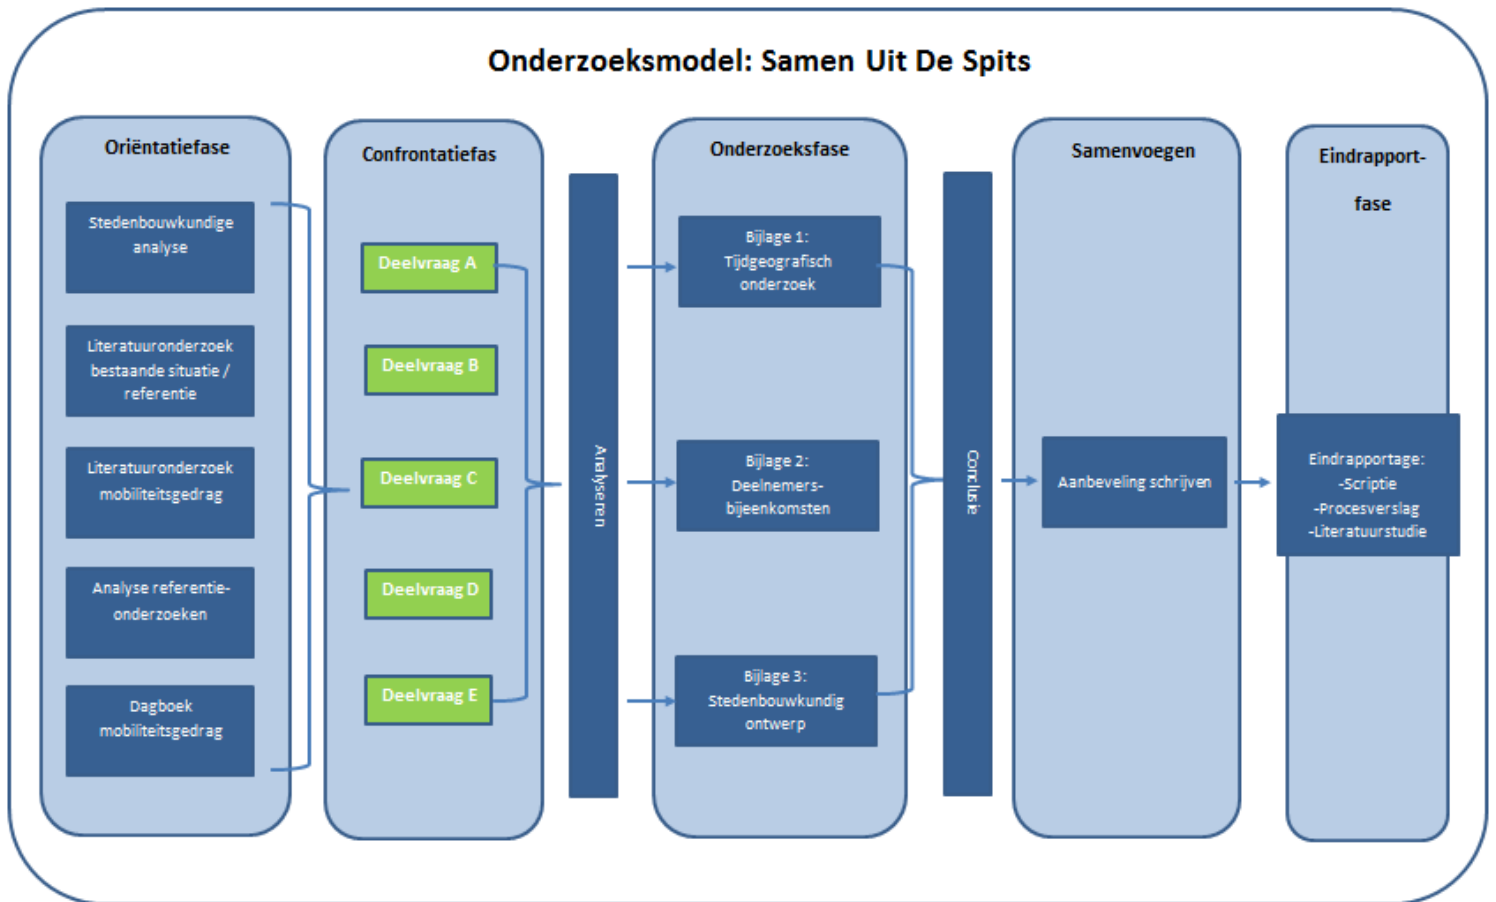 Onderzoeksmodel: Samen Uit De Spits
Oriëntatiefase
Stedenbouwkundige
analyse
Literatuuronderzoek
bestaande situatie /
referentie
Literatuuronderzoek
mobiliteitsgedrag
Analyse referentie-
onderzoeken
Dagboek
mobiliteitsgedrag
Confrontatiefas
Deelvraag A
Deelvraag B
Deelvraag C
Deelvraag D
Deelvraag E
Analyseren
Onderzoeksfase
Bijlage 1:
Tijdgeografisch
onderzoek
Bijlage 2:
Deelnemers-
bijeenkomsten
Bijlage 3:
Stedenbouwkundig
ontwerp
Conclusie
Samenvoegen
Aanbeveling schrijven
Eindrapport-
fase
Eindrapportage:
-Scriptie
-Procesverslag
-Literatuurstudie